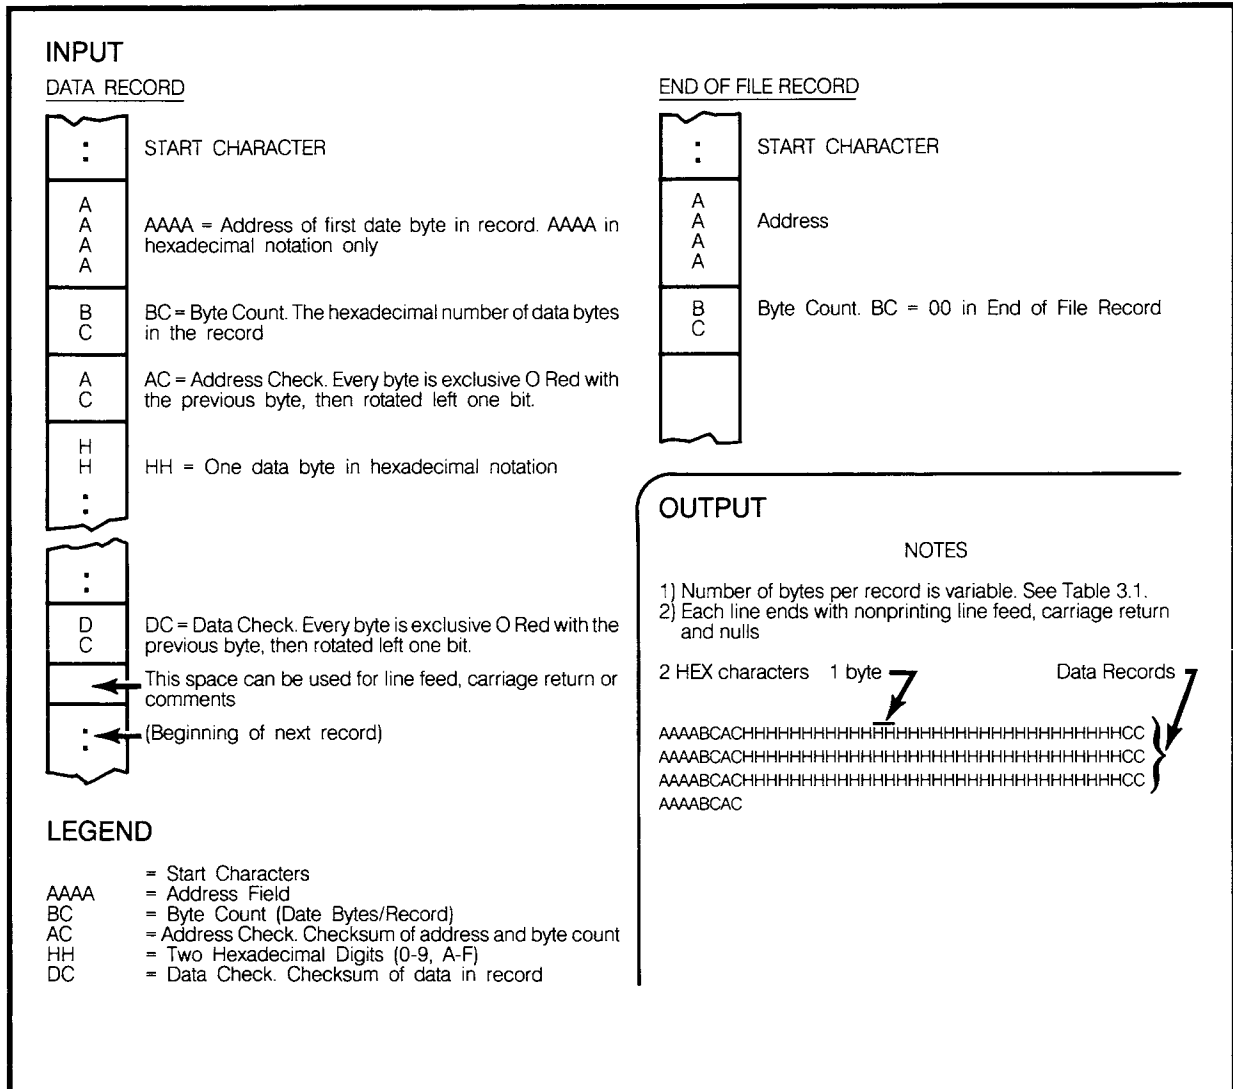 INPUT
DATA RECORD
:
START CHARACTER
A
A
A
A
AAAA = Address of first date byte in record. AAAA in
hexadecimal notation only
B
C
BC = Byte Count. The hexadecimal number of data bytes
in the record
A
C
AC = Address Check. Every byte is exclusive O Red with
the previous byte, then rotated left one bit.
H
H
:
HH = One data byte in hexadecimal notation
:
D
C
DC = Data Check. Every byte is exclusive O Red with the
previous byte, then rotated left one bit.
This space can be used for line feed, carriage return or
comments
:
(Beginning of next record)
LEGEND
= Start Characters
AAAA = Address Field
BC = Byte Count (Date Bytes/Record)
AC = Address Check. Checksum of address and byte count
HH = Two Hexadecimal Digits (0-9, A-F)
DC = Data Check. Checksum of data in record
END OF FILE RECORD
:
START CHARACTER
A
A
A
A
Address
B
C
Byte Count. BC = 00 in End of File Record
OUTPUT
NOTES
1) Number of bytes per record is variable. See Table 3.1.
2) Each line ends with nonprinting line feed, carriage return
and nulls
2 HEX characters 1 byte Data Records
AAAABCACHHHHHHHHHHHHHHHHHHHHHHHHHHHHHHHHCC
AAAABCACHHHHHHHHHHHHHHHHHHHHHHHHHHHHHHHHCC
AAAABCACHHHHHHHHHHHHHHHHHHHHHHHHHHHHHHHHCC
AAAABCAC